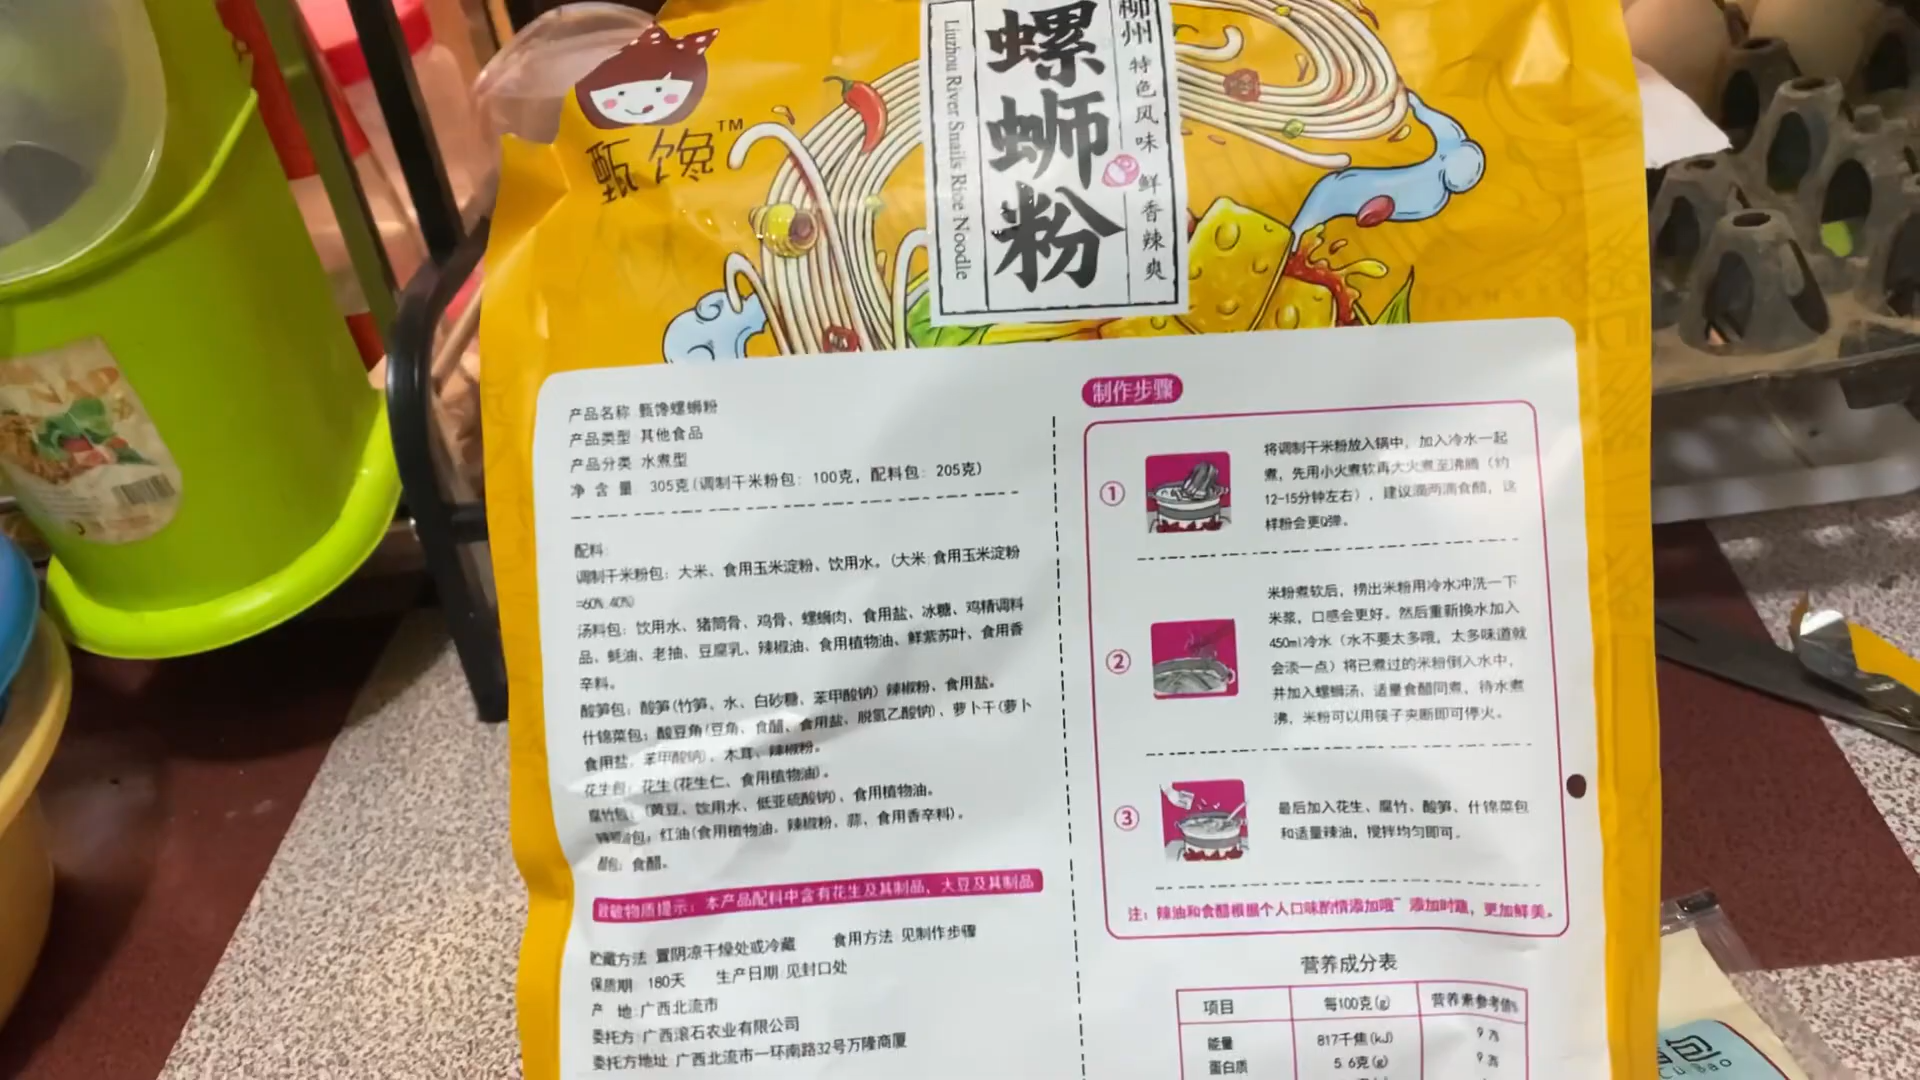 甄馋™
Liuzhou River Snails Rice Noodle
螺蛳粉
柳州
特色风味 鲜香辣爽
产品名称 甄馋螺蛳粉
产品类型 其他食品
产品分类 水煮型
净含量 305克(调制干米粉包: 100克, 配料包: 205克)
配料:
调制干米粉包: 大米、食用玉米淀粉、饮用水。(大米:食用玉米淀粉
=60%:40%)
汤料包: 饮用水、猪筒骨、鸡骨、螺蛳肉、食用盐、冰糖、鸡精调料
品、蚝油、老抽、豆腐乳、辣椒油、食用植物油、鲜紫苏叶、食用香
辛料。
酸笋包: 酸笋(竹笋、水、白砂糖、苯甲酸钠)辣椒粉、食用盐。
什锦菜包: 酸豆角(豆角、食醋、食用盐、脱氢乙酸钠)、萝卜干(萝卜
食用盐, 苯甲酸钠)、木耳、辣椒粉。
花生包: 花生(花生仁、食用植物油)。
腐竹包: (黄豆、饮用水、低亚硫酸钠)、食用植物油。
辣椒油包: 红油(食用植物油、辣椒粉、蒜、食用香辛料)。
醋包: 食醋。
致敏物质提示: 本产品配料中含有花生及其制品、大豆及其制品
贮藏方法 置阴凉干燥处或冷藏 食用方法 见制作步骤
保质期 180天 生产日期 见封口处
产 地:广西北流市
委托方:广西滚石农业有限公司
委托方地址 广西北流市一环南路32号万隆商厦
制作步骤
①
将调制干米粉放入锅中, 加入冷水一起
煮, 先用小火煮软再大火煮至沸腾 (约
12-15分钟左右) , 建议滴两滴食醋, 这
样粉会更Q弹。
②
米粉煮软后, 捞出米粉用冷水冲洗一下
米浆, 口感会更好。然后重新换水加入
450ml冷水 (水不要太多哦, 太多味道就
会淡一点) 将已煮过的米粉倒入水中,
并加入螺蛳汤、适量食醋同煮, 待水煮
沸, 米粉可以用筷子夹断即可停火。
③
最后加入花生、腐竹、酸笋、什锦菜包
和适量辣油, 搅拌均匀即可。
注: 辣油和食醋根据个人口味酌情添加哦~ 添加时蔬, 更加鲜美。
营养成分表
项目 每100克(g) 营养素参考值%
能量 817千焦(kJ) 9 %
蛋白质 5.6克(g) 9 %